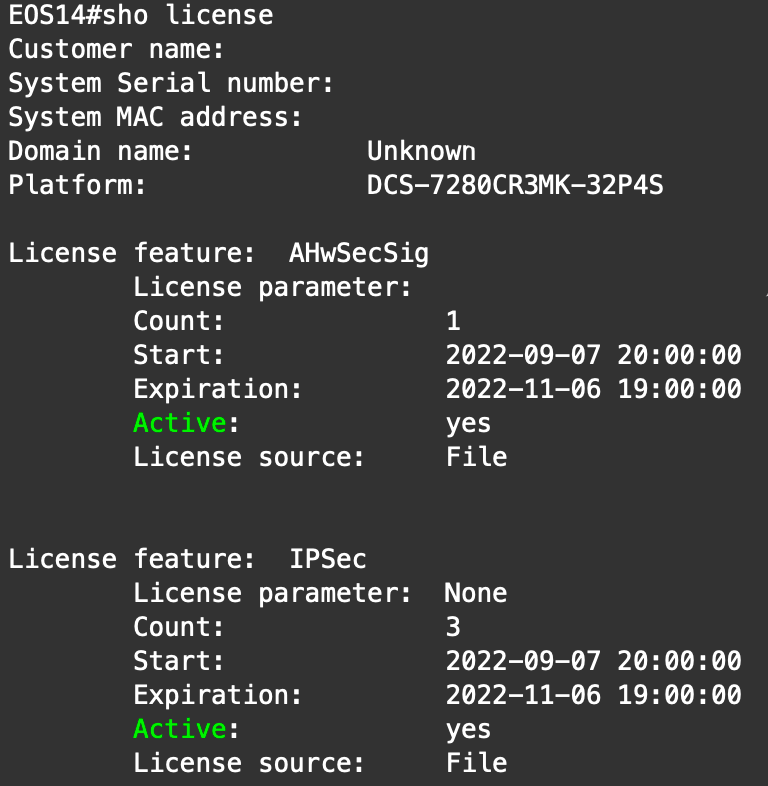 EOS14#sho license
Customer name:
System Serial number:
System MAC address:
Domain name: Unknown
Platform: DCS-7280CR3MK-32P4S
License feature: AHwSecSig
License parameter:
Count: 1
Start: 2022-09-07 20:00:00
Expiration: 2022-11-06 19:00:00
Active: yes
License source: File
License feature: IPSec
License parameter: None
Count: 3
Start: 2022-09-07 20:00:00
Expiration: 2022-11-06 19:00:00
Active: yes
License source: File